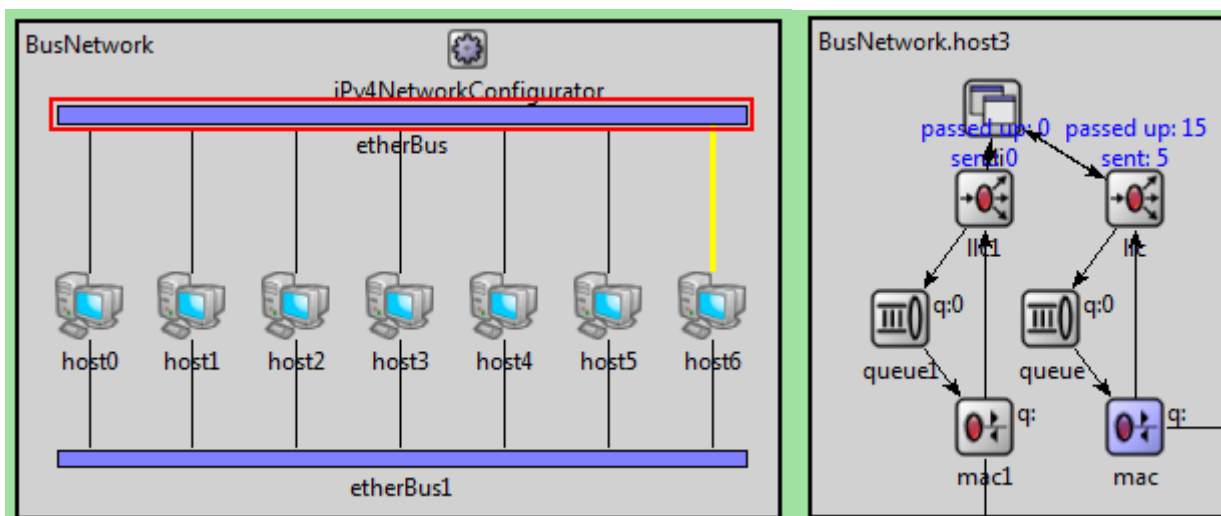 BusNetwork
iPv4NetworkConfigurator
etherBus
host0 host1 host2 host3 host4 host5 host6
etherBus1
BusNetwork.host3
passed up: 0 passed up: 15
sent: 5
llc1
q:0 q:0
queue1 queue
q: q:
mac1 mac